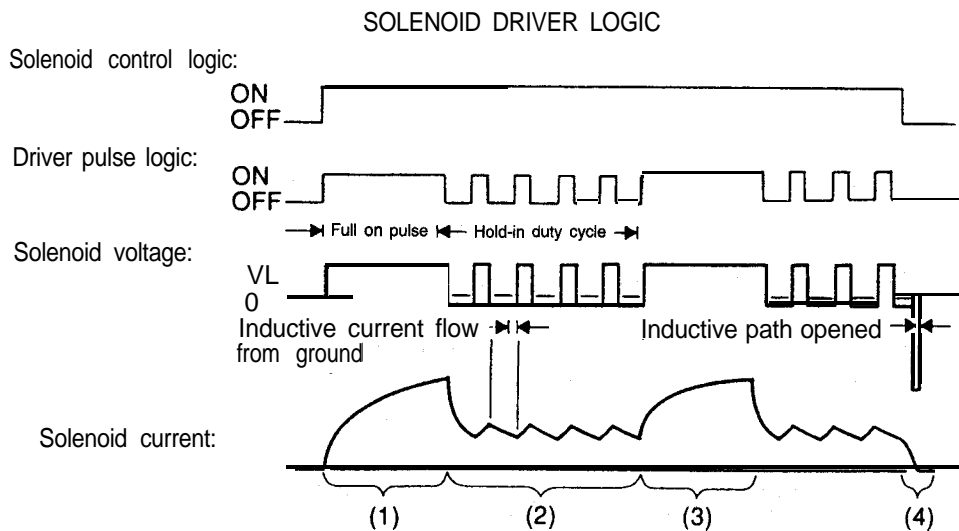 SOLENOID DRIVER LOGIC
Solenoid control logic:
ON
OFF
Driver pulse logic:
ON
OFF
Full on pulse
Hold-in duty cycle
Solenoid voltage:
VL
0
Inductive current flow
from ground
Inductive path opened
Solenoid current:
(1)
(2)
(3)
(4)